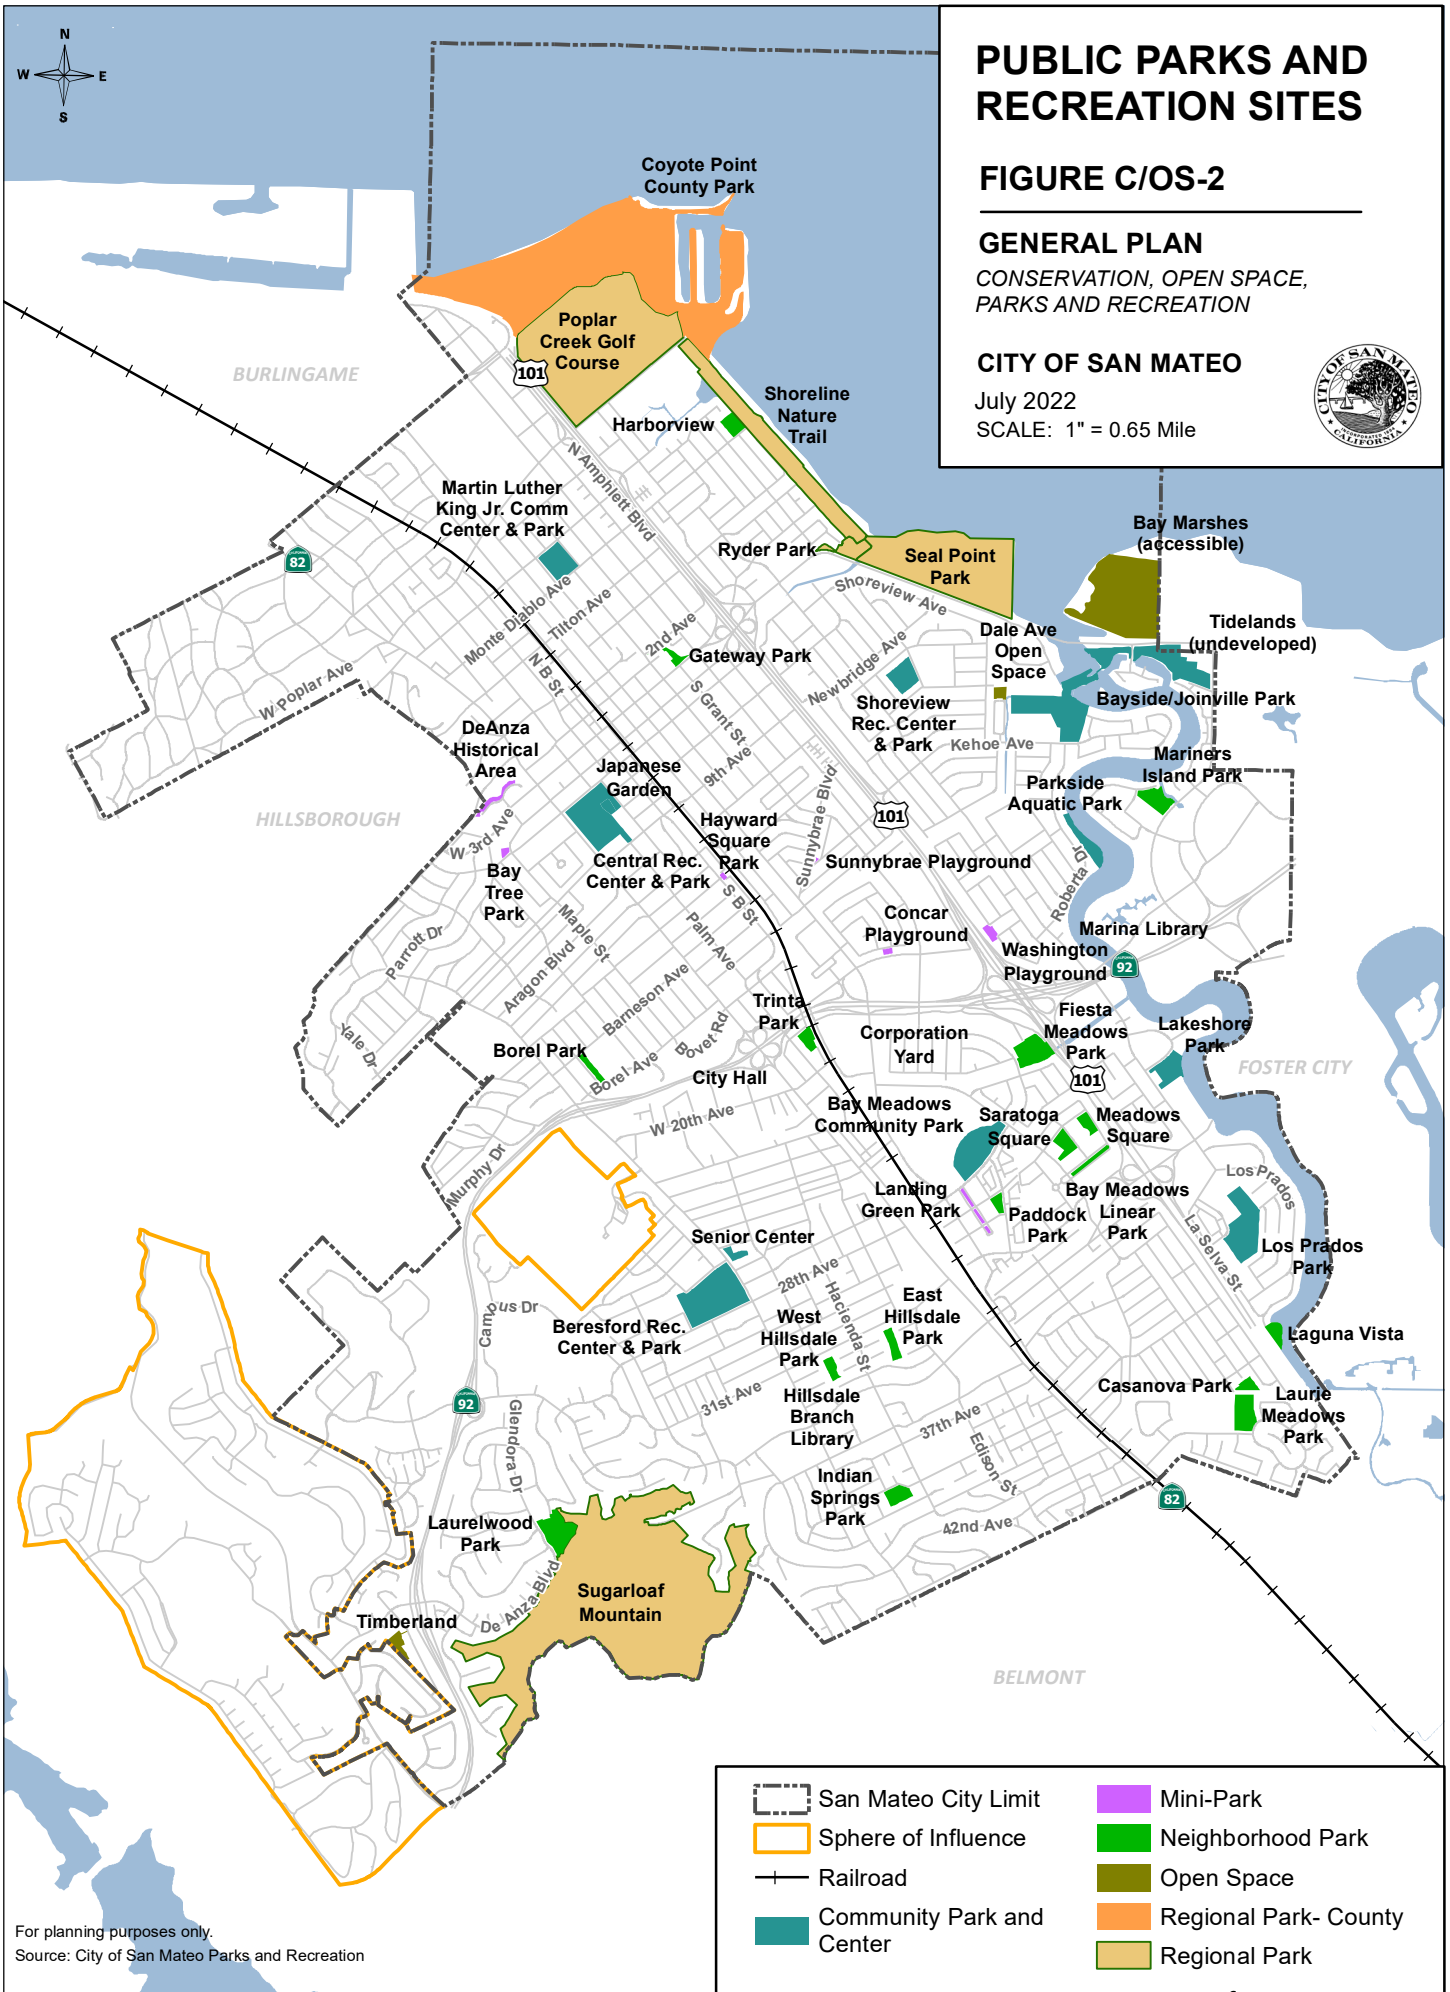 N
W
E
S
PUBLIC PARKS AND
RECREATION SITES
FIGURE C/OS-2
GENERAL PLAN
CONSERVATION, OPEN SPACE,
PARKS AND RECREATION
CITY OF SAN MATEO
July 2022
SCALE: 1" = 0.65 Mile
CITY OF SAN MATEO
CALIFORNIA
Coyote Point
County Park
Poplar
Creek Golf
Course
101
BURLINGAME
Shoreline
Nature
Trail
Harborview
N Amphlett Blvd
Martin Luther
King Jr. Comm
Center & Park
82
Ryder Park
Seal Point
Park
Bay Marshes
(accessible)
Shoreview Ave
Monte Diablo Ave
Tilton Ave
2nd Ave
Gateway Park
N B St
Dale Ave
Open
Space
Tidelands
(undeveloped)
Newbridge Ave
W Poplar Ave
S Grant St
Shoreview
Rec. Center
& Park
Bayside/Joinville Park
Kehoe Ave
DeAnza
Historical
Area
9th Ave
Japanese
Garden
Mariners
Island Park
Parkside
Aquatic Park
HILLSBOROUGH
W 3rd Ave
Hayward
Square
Park
Sunnybrae Blvd
101
Bay
Tree
Park
Central Rec.
Center & Park
Sunnybrae Playground
Roberta Dr
S B St
Concar
Playground
Maple St
Palm Ave
Parrott Dr
Aragon Blvd
Marina Library
Washington
Playground
92
Barneson Ave
Trinta
Park
Yale Dr
Bovet Rd
Corporation
Yard
Fiesta
Meadows
Park
Lakeshore
Park
Borel Park
Borel Ave
City Hall
101
FOSTER CITY
W 20th Ave
Bay Meadows
Community Park
Saratoga
Square
Meadows
Square
Murphy Dr
Landing
Green Park
Paddock
Park
Bay Meadows
Linear
Park
Los Prados
La Selva St
Los Prados
Park
Senior Center
28th Ave
Hacienda St
Campus Dr
Beresford Rec.
Center & Park
West
Hillsdale
Park
East
Hillsdale
Park
Laguna Vista
Casanova Park
Laurie
Meadows
Park
92
31st Ave
Hillsdale
Branch
Library
37th Ave
Glendora Dr
Edison St
Indian
Springs
Park
82
42nd Ave
Laurelwood
Park
De Anza Blvd
Sugarloaf
Mountain
Timberland
BELMONT
San Mateo City Limit
Sphere of Influence
Railroad
Community Park and
Center
Mini-Park
Neighborhood Park
Open Space
Regional Park- County
Regional Park
For planning purposes only.
Source: City of San Mateo Parks and Recreation